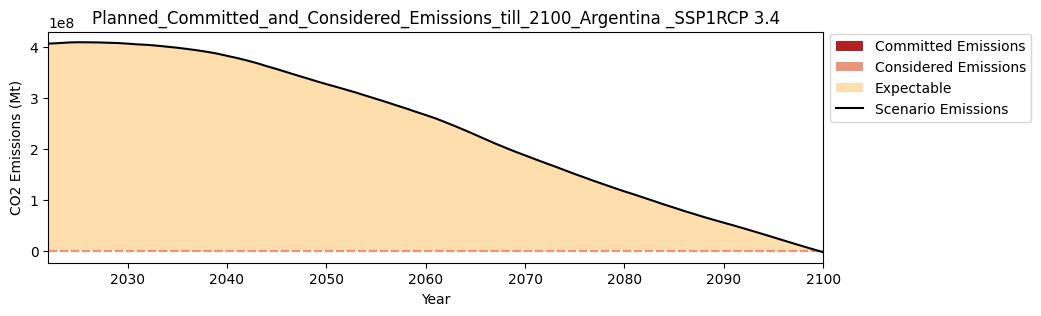 Planned_Committed_and_Considered_Emissions_till_2100_Argentina _SSP1RCP 3.4
1e8
4
3
2
1
0
CO2 Emissions (Mt)
2030 2040 2050 2060 2070 2080 2090 2100
Year
Committed Emissions
Considered Emissions
Expectable
Scenario Emissions